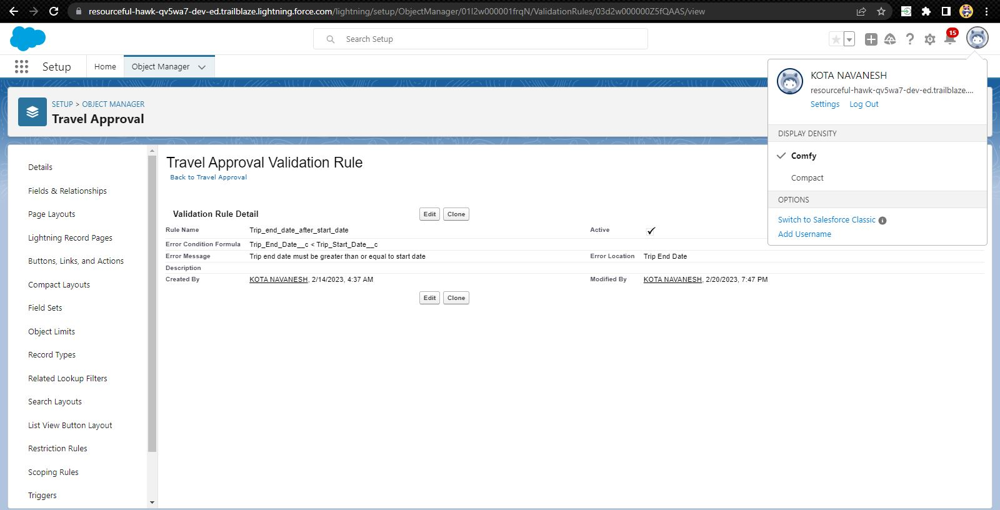 resourceful-hawk-qv5wa7-dev-ed.trailblaze.lightning.force.com/lightning/setup/ObjectManager/01I2w000001frqN/ValidationRules/03d2w000000Z5fQAAS/view
Search Setup
15
Setup
Home
Object Manager
KOTA NAVANESH
resourceful-hawk-qv5wa7-dev-ed.trailblaze....
Settings Log Out
SETUP > OBJECT MANAGER
Travel Approval
DISPLAY DENSITY
Comfy
Compact
OPTIONS
Switch to Salesforce Classic
Add Username
Details
Fields & Relationships
Page Layouts
Lightning Record Pages
Buttons, Links, and Actions
Compact Layouts
Field Sets
Object Limits
Record Types
Related Lookup Filters
Search Layouts
List View Button Layout
Restriction Rules
Scoping Rules
Triggers
Travel Approval Validation Rule
Back to Travel Approval
Validation Rule Detail Edit Clone
Rule Name Trip_end_date_after_start_date Active
Error Condition Formula Trip_End_Date__c < Trip_Start_Date__c
Error Message Trip end date must be greater than or equal to start date Error Location Trip End Date
Description
Created By KOTA NAVANESH, 2/14/2023, 4:37 AM Modified By KOTA NAVANESH, 2/20/2023, 7:47 PM
Edit Clone